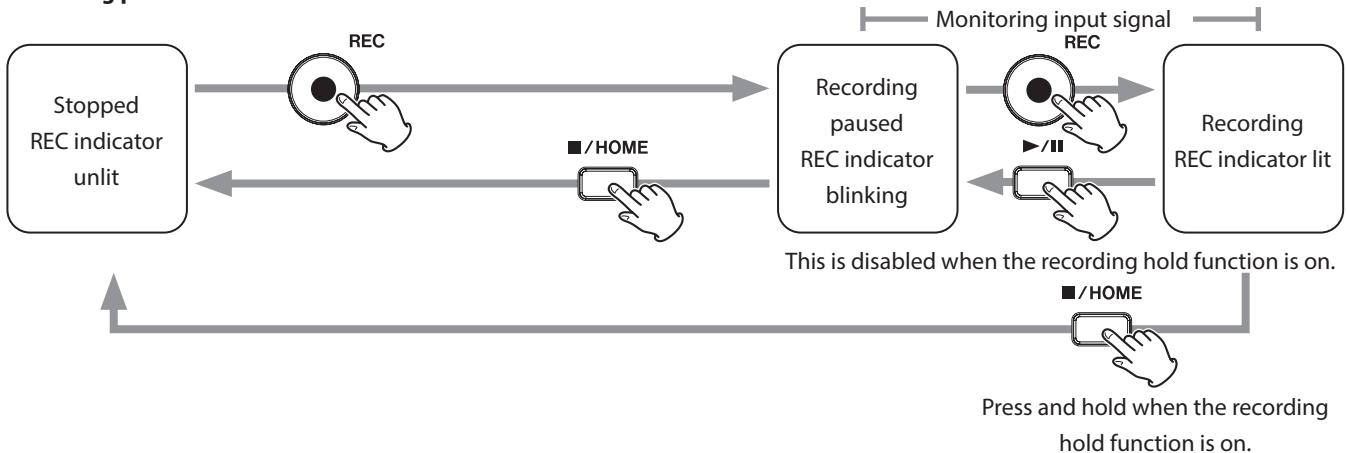 Monitoring input signal
REC
REC
Stopped
REC indicator
unlit
Recording
paused
REC indicator
blinking
Recording
REC indicator lit
■/HOME
►/II
This is disabled when the recording hold function is on.
■/HOME
Press and hold when the recording
hold function is on.